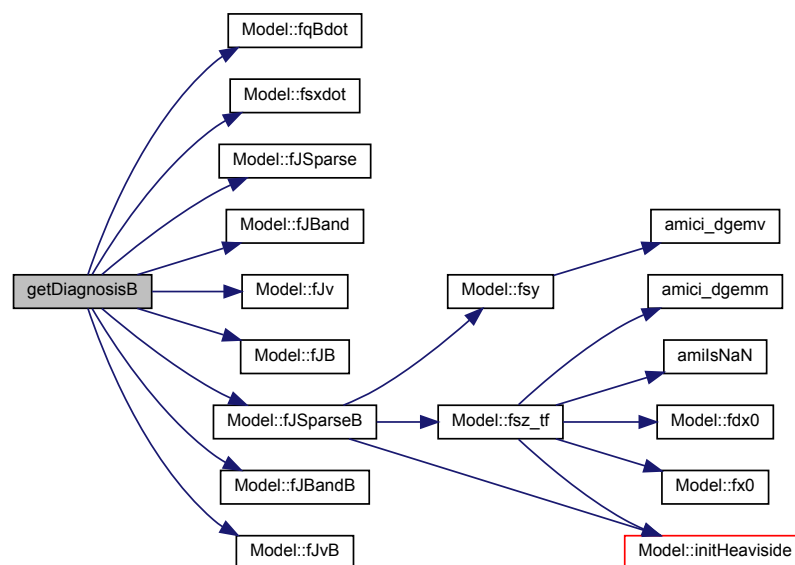 Model::fqBdot
Model::fsxdot
Model::fJSparse
Model::fJBand
getDiagnosisB
Model::fJv
Model::fJB
Model::fJSparseB
Model::fJBandB
Model::fJvB
Model::fsy
Model::fsz_tf
amici_dgemv
amici_dgemm
amiIsNaN
Model::fdx0
Model::fx0
Model::initHeaviside